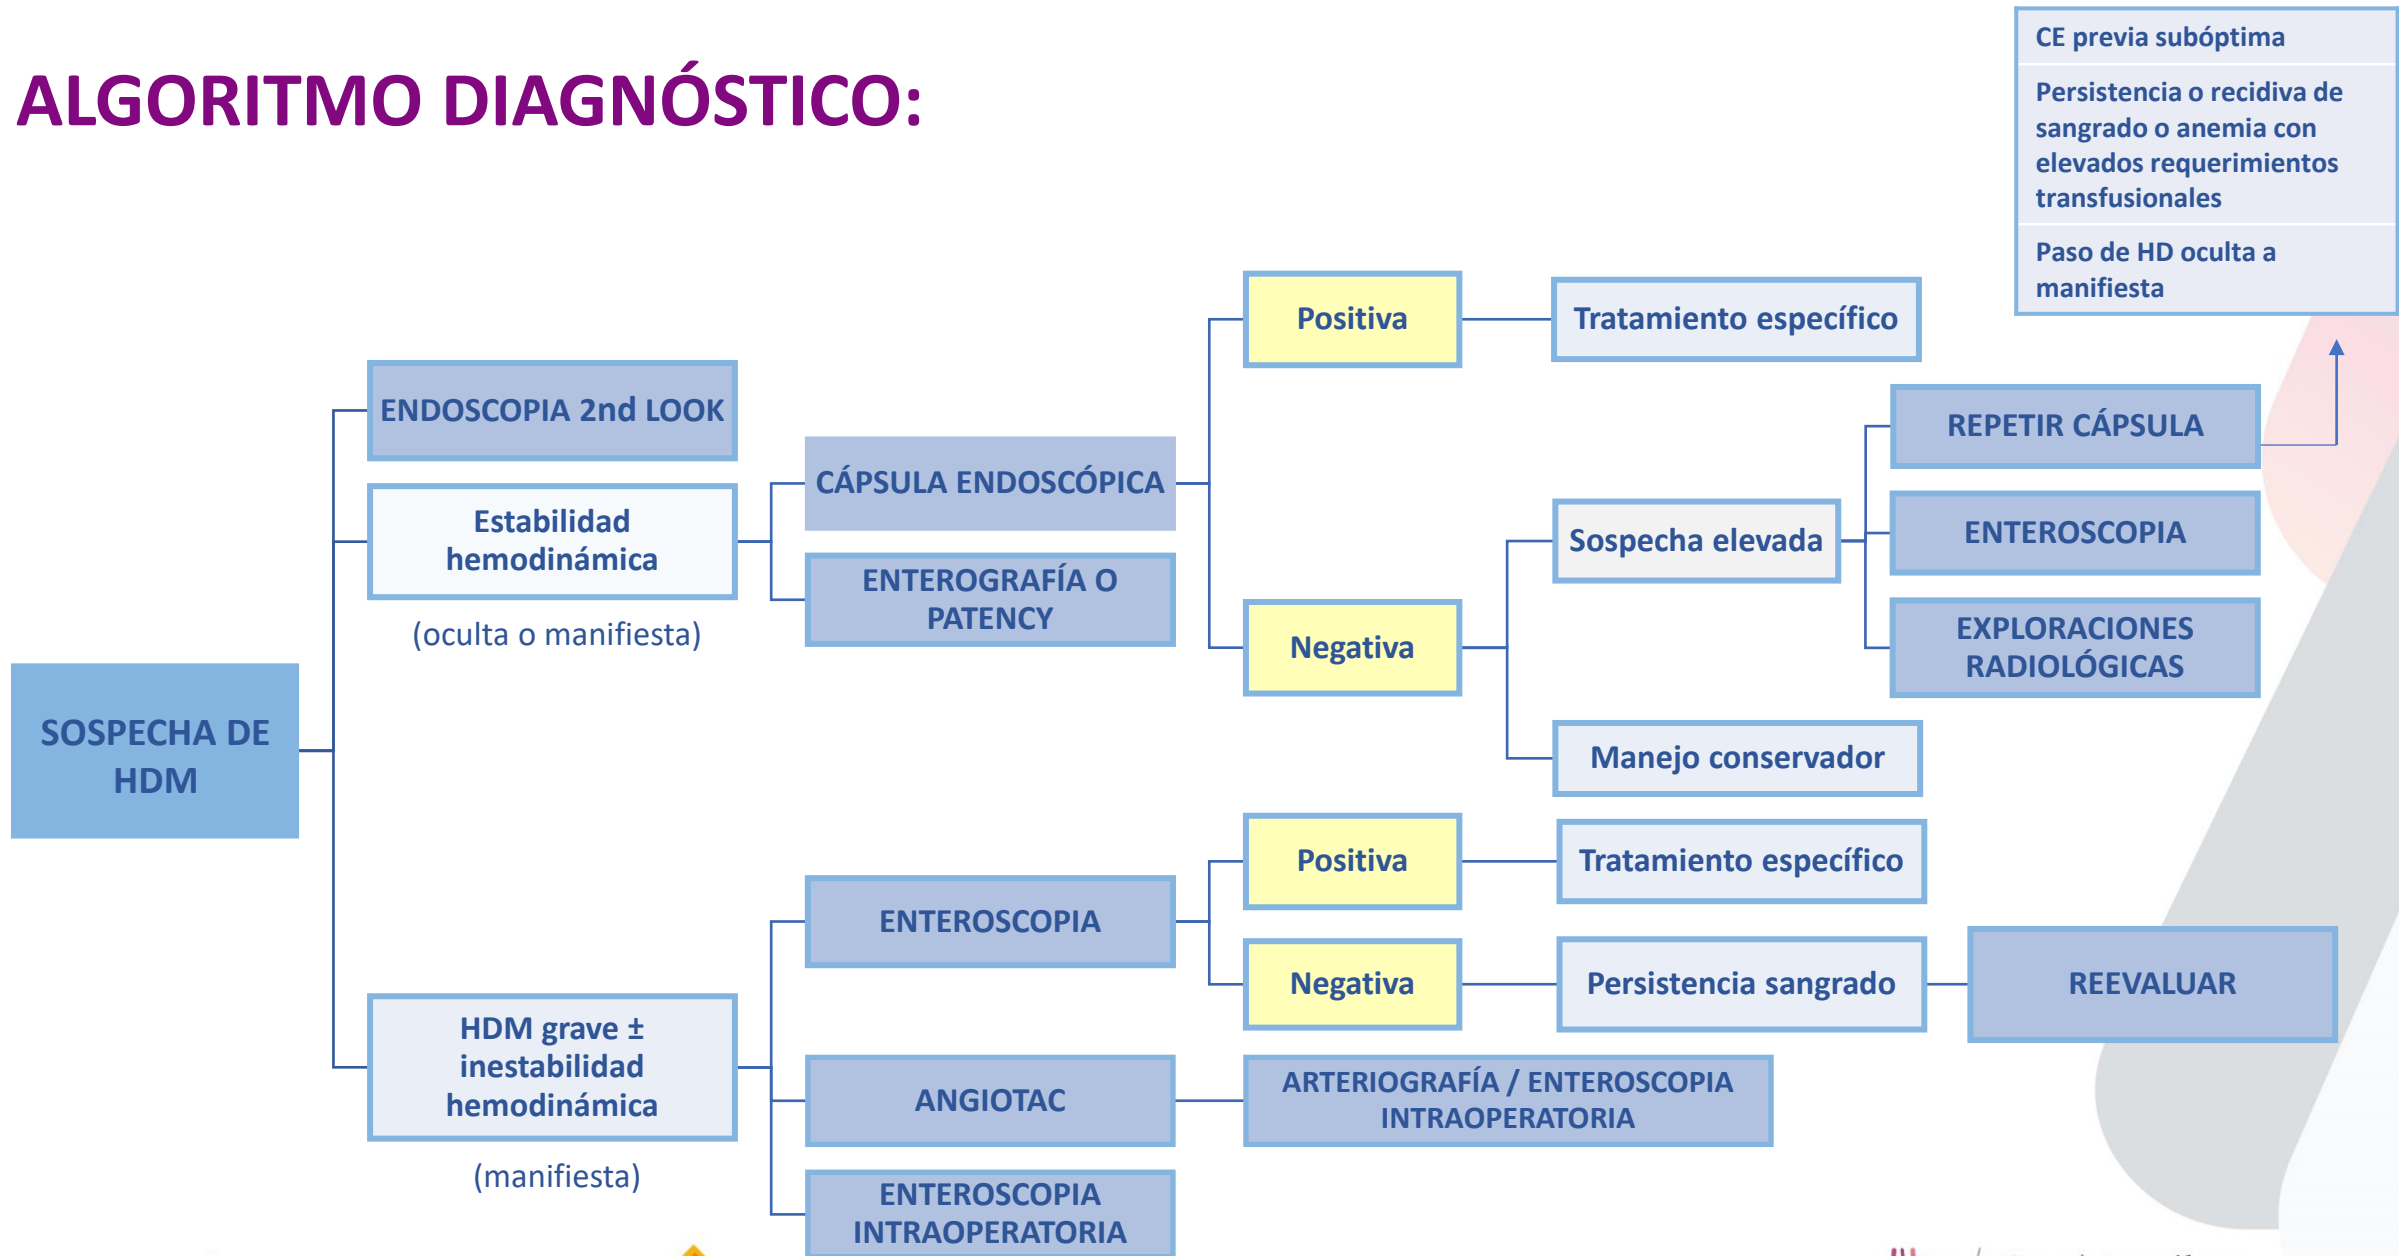 ALGORITMO DIAGNÓSTICO:
CE previa subóptima
Persistencia o recidiva de
sangrado o anemia con
elevados requerimientos
transfusionales
Paso de HD oculta a
manifiesta
SOSPECHA DE
HDM
ENDOSCOPIA 2nd LOOK
Estabilidad
hemodinámica
(oculta o manifiesta)
CÁPSULA ENDOSCÓPICA
ENTEROGRAFÍA O
PATENCY
Positiva
Tratamiento específico
Negativa
Sospecha elevada
REPETIR CÁPSULA
ENTEROSCOPIA
EXPLORACIONES
RADIOLÓGICAS
Manejo conservador
HDM grave ±
inestabilidad
hemodinámica
(manifiesta)
ENTEROSCOPIA
Positiva
Tratamiento específico
Negativa
Persistencia sangrado
REEVALUAR
ANGIOTAC
ARTERIOGRAFÍA / ENTEROSCOPIA
INTRAOPERATORIA
ENTEROSCOPIA
INTRAOPERATORIA